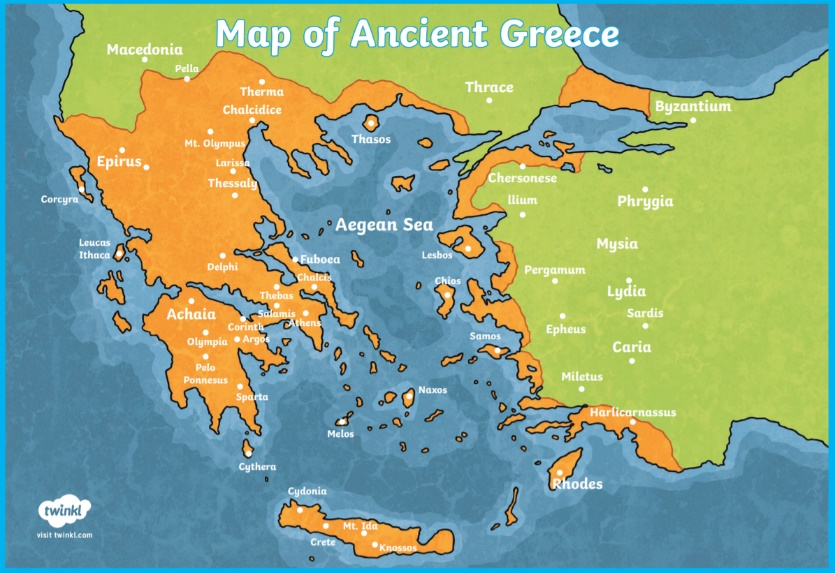 Map of Ancient Greece
Macedonia
Pella
Therma
Chalcidice
Thrace
Byzantium
Thasos
Mt. Olympus
Epirus
Larissa
Thessaly
Chersonese
Ilium
Phrygia
Corcyra
Aegean Sea
Mysia
Leucas
Ithaca
Delphi
Fuboea
Lesbos
Pergamum
Chalcis
Chios
Lydia
Thebas
Achaia
Salamis
Athens
Sardis
Corinth
Epheus
Olympia
Argos
Samos
Caria
Pelo
Ponnesus
Miletus
Sparta
Naxos
Harlicarnassus
Melos
Cythera
Rhodes
Cydonia
Mt. Ida
Crete
Knossos
twinkl
visit twinkl.com